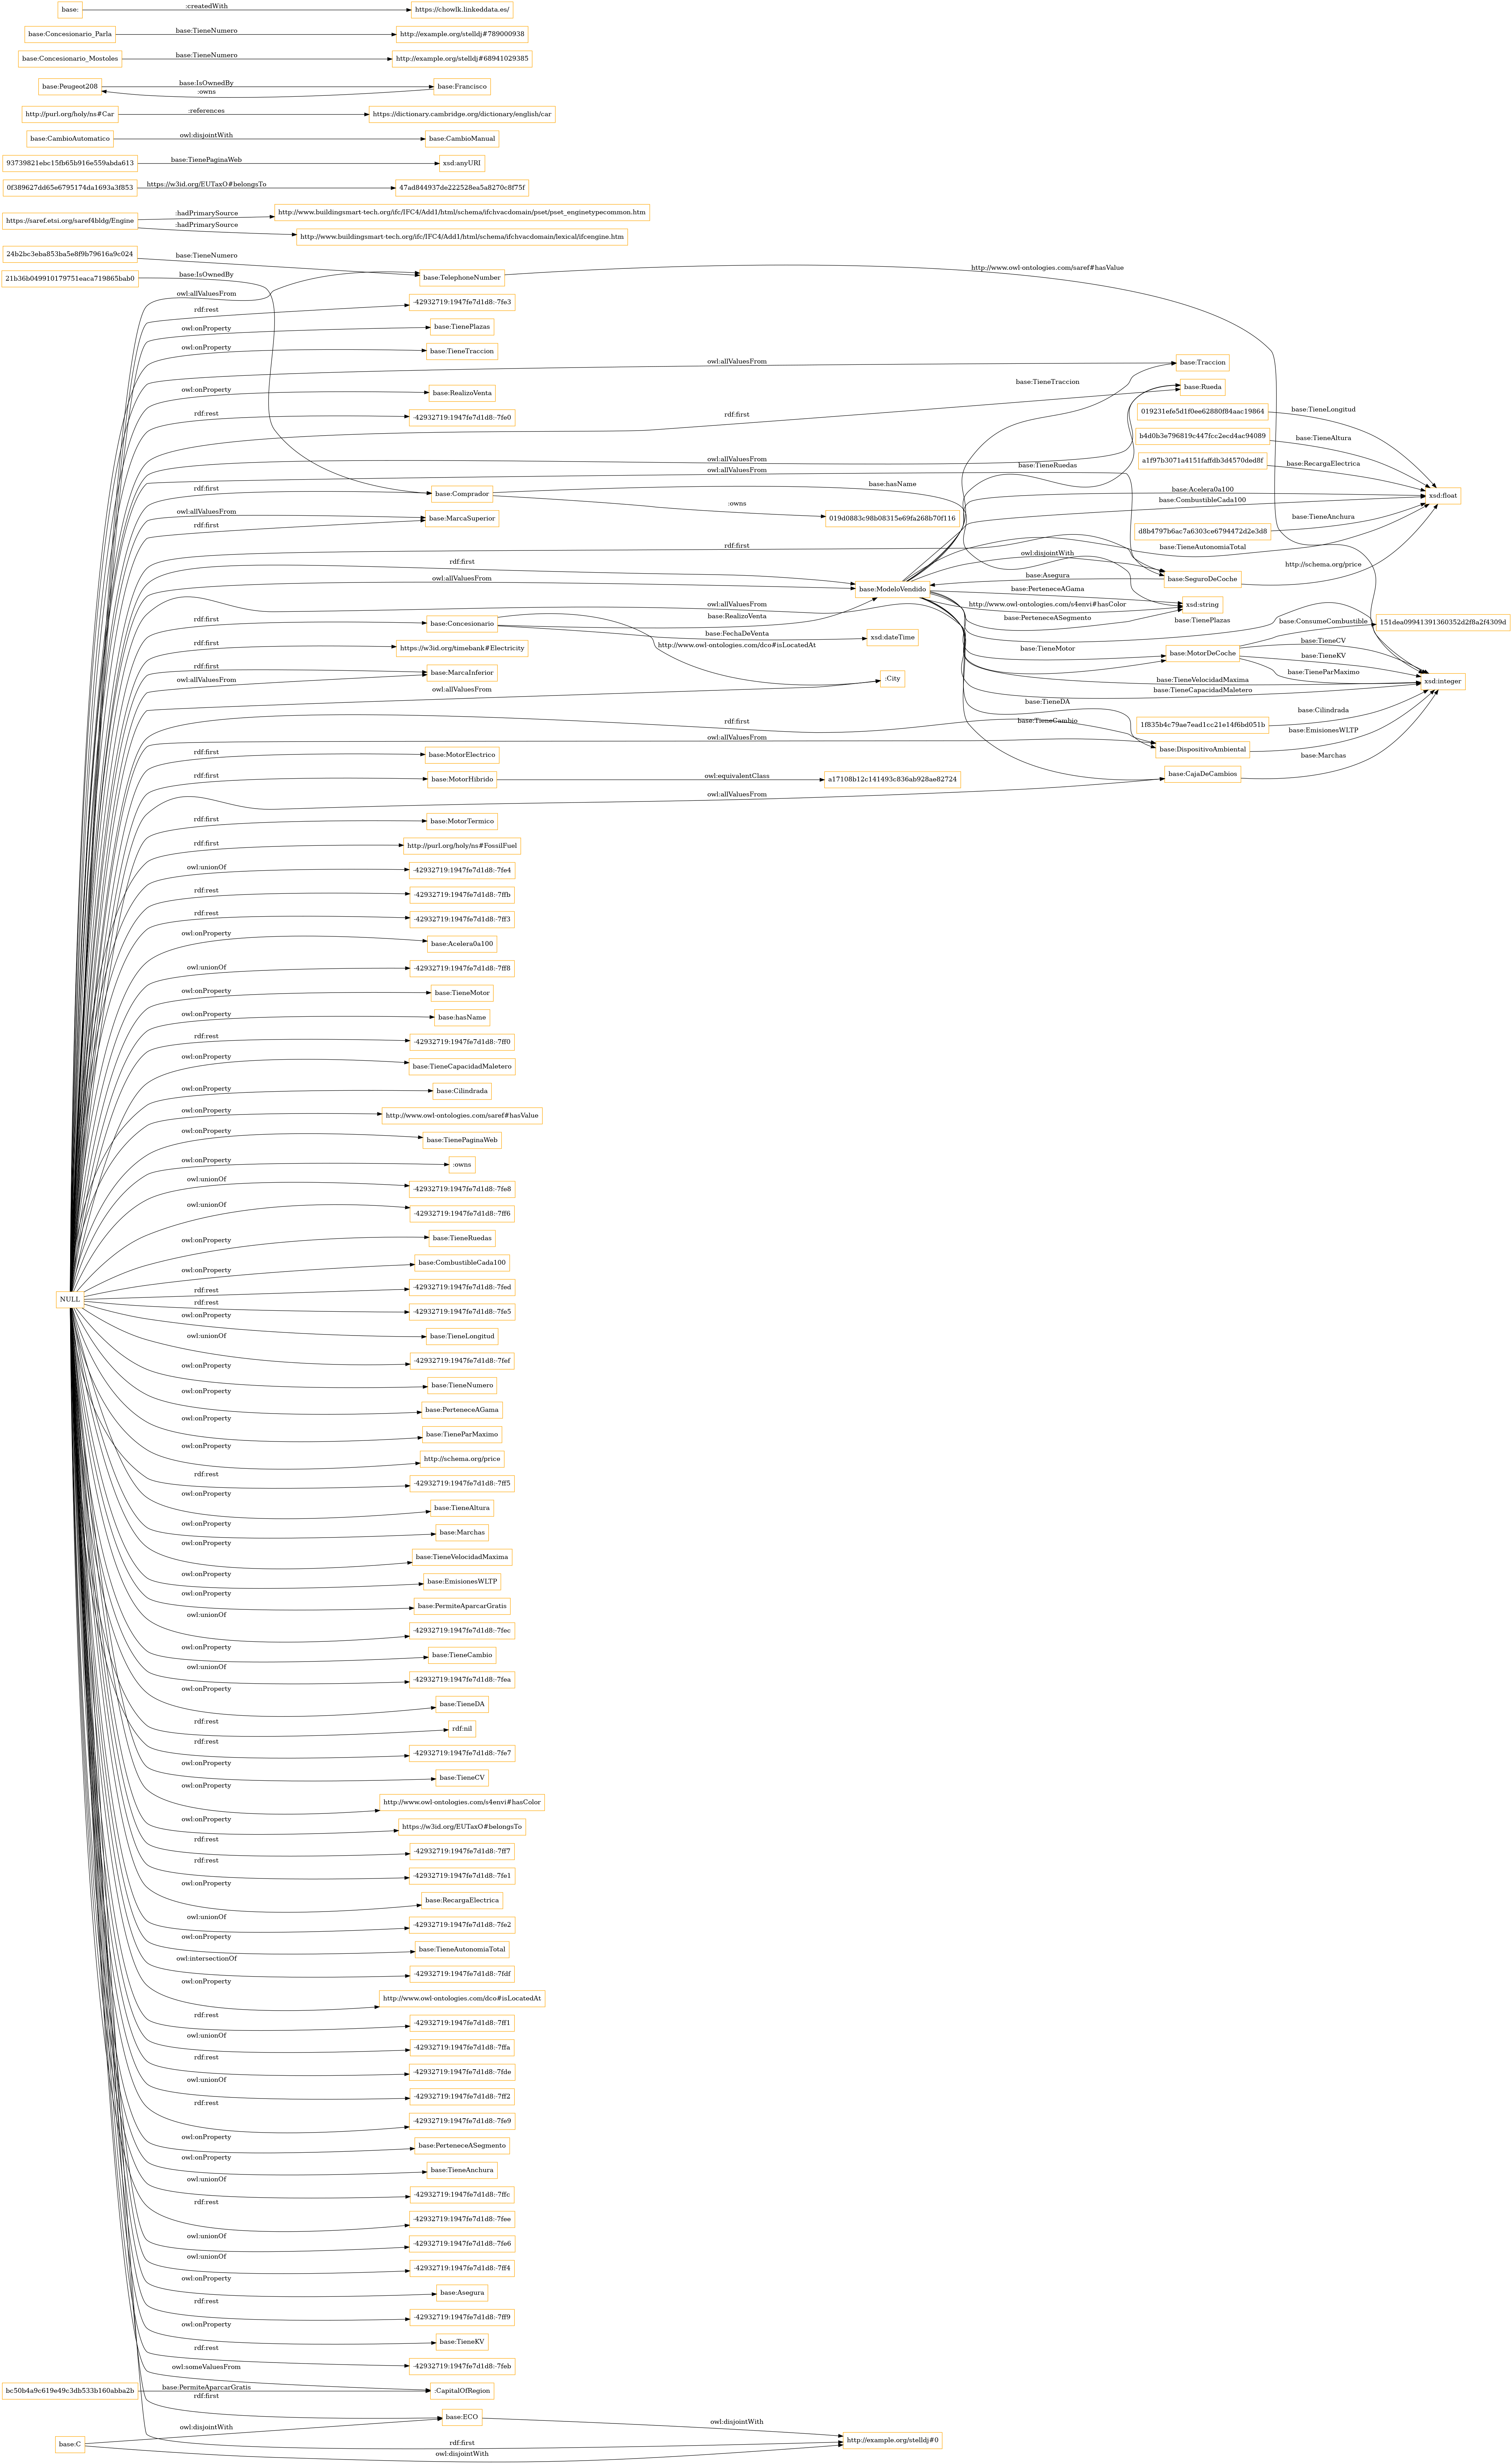 base:
:createdWith
https://chowlk.linkeddata.es/
base:Concesionario_Parla
base:TieneNumero
http://example.org/stelldj#789000938
base:Concesionario_Mostoles
base:TieneNumero
http://example.org/stelldj#68941029385
base:Peugeot208
base:IsOwnedBy
:owns
base:Francisco
http://purl.org/holy/ns#Car
:references
https://dictionary.cambridge.org/dictionary/english/car
base:CambioAutomatico
owl:disjointWith
base:CambioManual
93739821ebc15fb65b916e559abda613
base:TienePaginaWeb
xsd:anyURI
0f389627dd65e6795174da1693a3f853
https://w3id.org/EUTaxO#belongsTo
47ad844937de222528ea5a8270c8f75f
https://saref.etsi.org/saref4bldg/Engine
:hadPrimarySource
http://www.buildingsmart-tech.org/ifc/IFC4/Add1/html/schema/ifchvacdomain/pset/pset_enginetypecommon.htm
:hadPrimarySource
http://www.buildingsmart-tech.org/ifc/IFC4/Add1/html/schema/ifchvacdomain/lexical/ifcengine.htm
24b2bc3eba853ba5e8f9b79616a9c024
base:TieneNumero
21b36b049910179751eaca719865bab0
base:IsOwnedBy
base:TelephoneNumber
http://www.owl-ontologies.com/saref#hasValue
owl:allValuesFrom
rdf:rest
-42932719:1947fe7d1d8:-7fe3
owl:onProperty
base:TienePlazas
owl:onProperty
base:TieneTraccion
owl:allValuesFrom
base:Traccion
base:TieneTraccion
owl:onProperty
base:RealizoVenta
base:Rueda
rdf:rest
-42932719:1947fe7d1d8:-7fe0
rdf:first
019231efe5d1f0ee62880f84aac19864
base:TieneLongitud
b4d0b3e796819c447fcc2ecd4ac94089
base:TieneAltura
owl:allValuesFrom
base:TieneRuedas
a1f97b3071a4151faffdb3d4570ded8f
base:RecargaElectrica
owl:allValuesFrom
rdf:first
base:Comprador
base:hasName
:owns
019d0883c98b08315e69fa268b70f116
base:Acelera0a100
base:CombustibleCada100
xsd:float
owl:allValuesFrom
base:MarcaSuperior
rdf:first
d8b4797b6ac7a6303ce6794472d2e3d8
base:TieneAnchura
rdf:first
base:TieneAutonomiaTotal
owl:disjointWith
rdf:first
http://schema.org/price
base:Asegura
base:SeguroDeCoche
owl:allValuesFrom
base:ModeloVendido
base:PerteneceAGama
http://www.owl-ontologies.com/s4envi#hasColor
xsd:string
owl:allValuesFrom
base:RealizoVenta
base:PerteneceASegmento
base:TienePlazas
rdf:first
base:Concesionario
base:FechaDeVenta
xsd:dateTime
base:ConsumeCombustible
151dea09941391360352d2f8a2f4309d
http://www.owl-ontologies.com/dco#isLocatedAt
rdf:first
https://w3id.org/timebank#Electricity
base:TieneMotor
base:MotorDeCoche
base:TieneCV
base:TieneKV
rdf:first
base:MarcaInferior
owl:allValuesFrom
:City
base:TieneParMaximo
base:TieneVelocidadMaxima
xsd:integer
owl:allValuesFrom
base:TieneCapacidadMaletero
base:TieneDA
base:Cilindrada
1f835b4c79ae7ead1cc21e14f6bd051b
rdf:first
base:TieneCambio
base:EmisionesWLTP
owl:allValuesFrom
base:DispositivoAmbiental
rdf:first
base:MotorElectrico
base:Marchas
rdf:first
base:MotorHibrido
owl:equivalentClass
a17108b12c141493c836ab928ae82724
base:CajaDeCambios
owl:allValuesFrom
rdf:first
base:MotorTermico
rdf:first
http://purl.org/holy/ns#FossilFuel
owl:unionOf
-42932719:1947fe7d1d8:-7fe4
rdf:rest
-42932719:1947fe7d1d8:-7ffb
rdf:rest
-42932719:1947fe7d1d8:-7ff3
owl:onProperty
base:Acelera0a100
owl:unionOf
-42932719:1947fe7d1d8:-7ff8
owl:onProperty
base:TieneMotor
owl:onProperty
base:hasName
rdf:rest
-42932719:1947fe7d1d8:-7ff0
owl:onProperty
base:TieneCapacidadMaletero
owl:onProperty
base:Cilindrada
owl:onProperty
http://www.owl-ontologies.com/saref#hasValue
owl:onProperty
base:TienePaginaWeb
owl:onProperty
:owns
owl:unionOf
-42932719:1947fe7d1d8:-7fe8
owl:unionOf
-42932719:1947fe7d1d8:-7ff6
owl:onProperty
base:TieneRuedas
owl:onProperty
base:CombustibleCada100
NULL
rdf:rest
-42932719:1947fe7d1d8:-7fed
rdf:rest
-42932719:1947fe7d1d8:-7fe5
owl:onProperty
base:TieneLongitud
owl:unionOf
-42932719:1947fe7d1d8:-7fef
owl:onProperty
base:TieneNumero
owl:onProperty
base:PerteneceAGama
owl:onProperty
base:TieneParMaximo
owl:onProperty
http://schema.org/price
rdf:rest
-42932719:1947fe7d1d8:-7ff5
owl:onProperty
base:TieneAltura
owl:onProperty
base:Marchas
owl:onProperty
base:TieneVelocidadMaxima
owl:onProperty
base:EmisionesWLTP
owl:onProperty
base:PermiteAparcarGratis
owl:unionOf
-42932719:1947fe7d1d8:-7fec
owl:onProperty
base:TieneCambio
owl:unionOf
-42932719:1947fe7d1d8:-7fea
owl:onProperty
base:TieneDA
rdf:rest
rdf:nil
rdf:rest
-42932719:1947fe7d1d8:-7fe7
owl:onProperty
base:TieneCV
owl:onProperty
http://www.owl-ontologies.com/s4envi#hasColor
owl:onProperty
https://w3id.org/EUTaxO#belongsTo
rdf:rest
-42932719:1947fe7d1d8:-7ff7
rdf:rest
-42932719:1947fe7d1d8:-7fe1
owl:onProperty
base:RecargaElectrica
owl:unionOf
-42932719:1947fe7d1d8:-7fe2
owl:onProperty
base:TieneAutonomiaTotal
owl:intersectionOf
-42932719:1947fe7d1d8:-7fdf
owl:onProperty
http://www.owl-ontologies.com/dco#isLocatedAt
rdf:rest
-42932719:1947fe7d1d8:-7ff1
owl:unionOf
-42932719:1947fe7d1d8:-7ffa
rdf:rest
-42932719:1947fe7d1d8:-7fde
owl:unionOf
-42932719:1947fe7d1d8:-7ff2
rdf:rest
-42932719:1947fe7d1d8:-7fe9
owl:onProperty
base:PerteneceASegmento
owl:onProperty
base:TieneAnchura
owl:unionOf
-42932719:1947fe7d1d8:-7ffc
rdf:rest
-42932719:1947fe7d1d8:-7fee
owl:unionOf
-42932719:1947fe7d1d8:-7fe6
owl:unionOf
-42932719:1947fe7d1d8:-7ff4
owl:onProperty
base:Asegura
rdf:rest
-42932719:1947fe7d1d8:-7ff9
owl:onProperty
base:TieneKV
rdf:rest
-42932719:1947fe7d1d8:-7feb
owl:someValuesFrom
bc50b4a9c619e49c3db533b160abba2b
base:PermiteAparcarGratis
:CapitalOfRegion
rdf:first
base:ECO
owl:disjointWith
owl:disjointWith
base:C
rdf:first
http://example.org/stelldj#0
owl:disjointWith